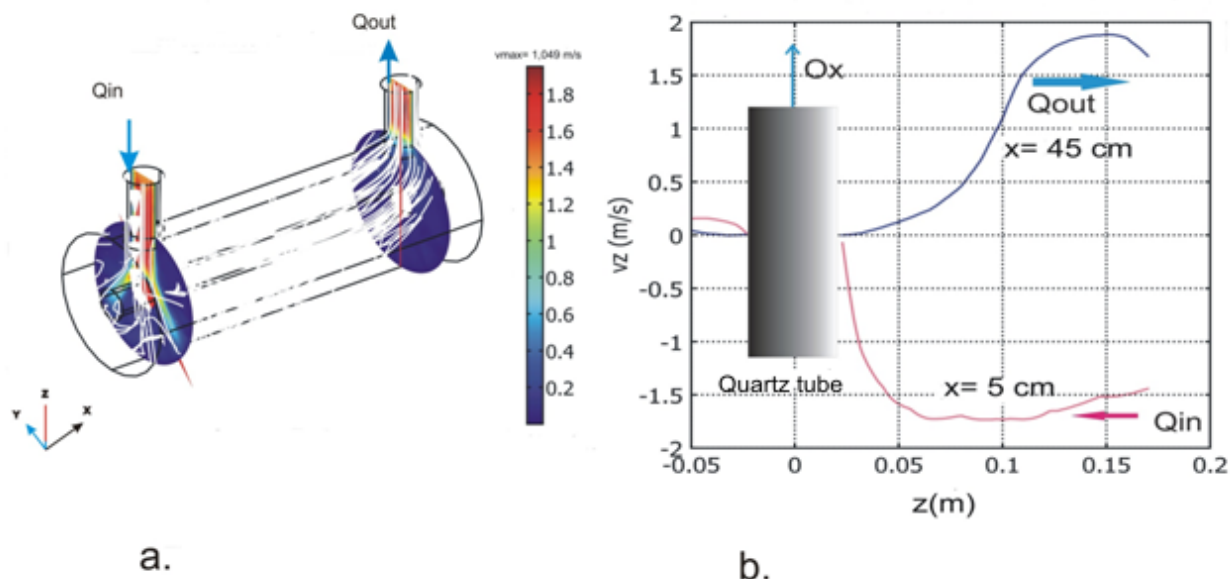 Qout
vmax= 1,049 m/s
Qin
1.8
1.6
1.4
1.2
1
0.8
0.6
0.4
0.2
z
Y
X
a.
2
1.5
1
0.5
0
-0.5
-1
-1.5
-2
vz (m/s)
Ox
Qout
x= 45 cm
Quartz tube
x= 5 cm
Qin
-0.05
0
0.05
0.1
0.15
0.2
z(m)
b.